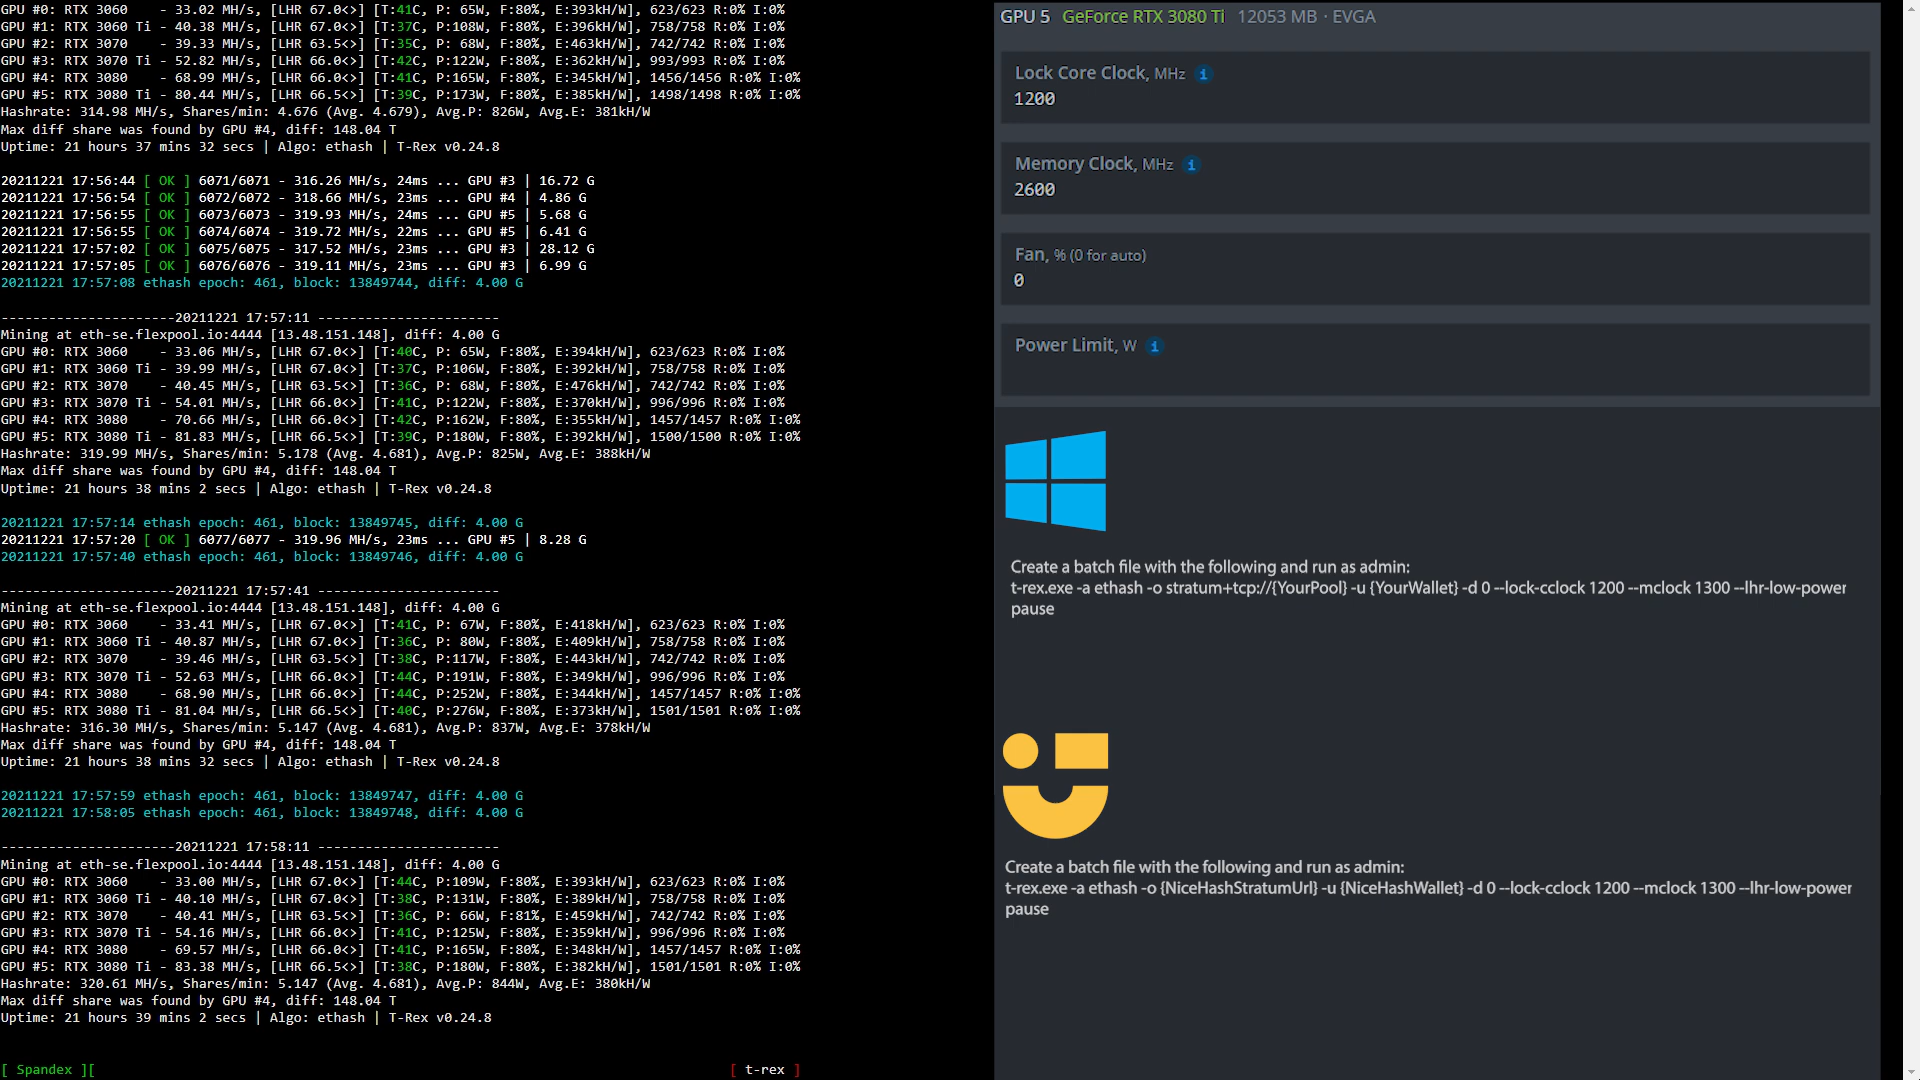 GPU #0: RTX 3060    - 33.02 MH/s, [LHR 67.0<>] [T:41C, P: 65W, F:80%, E:393kH/W], 623/623 R:0% I:0%
GPU #1: RTX 3060 Ti - 40.38 MH/s, [LHR 67.0<>] [T:37C, P:108W, F:80%, E:396kH/W], 758/758 R:0% I:0%
GPU #2: RTX 3070    - 39.33 MH/s, [LHR 63.5<>] [T:35C, P: 68W, F:80%, E:463kH/W], 742/742 R:0% I:0%
GPU #3: RTX 3070 Ti - 52.82 MH/s, [LHR 66.0<>] [T:42C, P:122W, F:80%, E:362kH/W], 993/993 R:0% I:0%
GPU #4: RTX 3080    - 68.99 MH/s, [LHR 66.0<>] [T:41C, P:165W, F:80%, E:345kH/W], 1456/1456 R:0% I:0%
GPU #5: RTX 3080 Ti - 80.44 MH/s, [LHR 66.5<>] [T:39C, P:173W, F:80%, E:385kH/W], 1498/1498 R:0% I:0%
Hashrate: 314.98 MH/s, Shares/min: 4.676 (Avg. 4.679), Avg.P: 826W, Avg.E: 381kH/W
Max diff share was found by GPU #4, diff: 148.04 T
Uptime: 21 hours 37 mins 32 secs | Algo: ethash | T-Rex v0.24.8
20211221 17:56:44 [ OK ] 6071/6071 - 316.26 MH/s, 24ms ... GPU #3 | 16.72 G
20211221 17:56:54 [ OK ] 6072/6072 - 318.66 MH/s, 23ms ... GPU #4 | 4.86 G
20211221 17:56:55 [ OK ] 6073/6073 - 319.93 MH/s, 24ms ... GPU #5 | 5.68 G
20211221 17:56:55 [ OK ] 6074/6074 - 319.72 MH/s, 22ms ... GPU #5 | 6.41 G
20211221 17:57:02 [ OK ] 6075/6075 - 317.52 MH/s, 23ms ... GPU #3 | 28.12 G
20211221 17:57:05 [ OK ] 6076/6076 - 319.11 MH/s, 23ms ... GPU #3 | 6.99 G
20211221 17:57:08 ethash epoch: 461, block: 13849744, diff: 4.00 G
----------------------20211221 17:57:11 -----------------------
Mining at eth-se.flexpool.io:4444 [13.48.151.148], diff: 4.00 G
GPU #0: RTX 3060    - 33.06 MH/s, [LHR 67.0<>] [T:40C, P: 65W, F:80%, E:394kH/W], 623/623 R:0% I:0%
GPU #1: RTX 3060 Ti - 39.99 MH/s, [LHR 67.0<>] [T:37C, P:106W, F:80%, E:392kH/W], 758/758 R:0% I:0%
GPU #2: RTX 3070    - 40.45 MH/s, [LHR 63.5<>] [T:36C, P: 68W, F:80%, E:476kH/W], 742/742 R:0% I:0%
GPU #3: RTX 3070 Ti - 54.01 MH/s, [LHR 66.0<>] [T:41C, P:122W, F:80%, E:370kH/W], 996/996 R:0% I:0%
GPU #4: RTX 3080    - 70.66 MH/s, [LHR 66.0<>] [T:42C, P:162W, F:80%, E:355kH/W], 1457/1457 R:0% I:0%
GPU #5: RTX 3080 Ti - 81.83 MH/s, [LHR 66.5<>] [T:39C, P:180W, F:80%, E:392kH/W], 1500/1500 R:0% I:0%
Hashrate: 319.99 MH/s, Shares/min: 5.178 (Avg. 4.681), Avg.P: 825W, Avg.E: 388kH/W
Max diff share was found by GPU #4, diff: 148.04 T
Uptime: 21 hours 38 mins 2 secs | Algo: ethash | T-Rex v0.24.8
20211221 17:57:14 ethash epoch: 461, block: 13849745, diff: 4.00 G
20211221 17:57:20 [ OK ] 6077/6077 - 319.96 MH/s, 23ms ... GPU #5 | 8.28 G
20211221 17:57:40 ethash epoch: 461, block: 13849746, diff: 4.00 G
----------------------20211221 17:57:41 -----------------------
Mining at eth-se.flexpool.io:4444 [13.48.151.148], diff: 4.00 G
GPU #0: RTX 3060    - 33.41 MH/s, [LHR 67.0<>] [T:41C, P: 67W, F:80%, E:418kH/W], 623/623 R:0% I:0%
GPU #1: RTX 3060 Ti - 40.87 MH/s, [LHR 67.0<>] [T:36C, P: 80W, F:80%, E:409kH/W], 758/758 R:0% I:0%
GPU #2: RTX 3070    - 39.46 MH/s, [LHR 63.5<>] [T:38C, P:117W, F:80%, E:443kH/W], 742/742 R:0% I:0%
GPU #3: RTX 3070 Ti - 52.63 MH/s, [LHR 66.0<>] [T:44C, P:191W, F:80%, E:349kH/W], 996/996 R:0% I:0%
GPU #4: RTX 3080    - 68.90 MH/s, [LHR 66.0<>] [T:44C, P:252W, F:80%, E:344kH/W], 1457/1457 R:0% I:0%
GPU #5: RTX 3080 Ti - 81.04 MH/s, [LHR 66.5<>] [T:40C, P:276W, F:80%, E:373kH/W], 1501/1501 R:0% I:0%
Hashrate: 316.30 MH/s, Shares/min: 5.147 (Avg. 4.681), Avg.P: 837W, Avg.E: 378kH/W
Max diff share was found by GPU #4, diff: 148.04 T
Uptime: 21 hours 38 mins 32 secs | Algo: ethash | T-Rex v0.24.8
20211221 17:57:59 ethash epoch: 461, block: 13849747, diff: 4.00 G
20211221 17:58:05 ethash epoch: 461, block: 13849748, diff: 4.00 G
----------------------20211221 17:58:11 -----------------------
Mining at eth-se.flexpool.io:4444 [13.48.151.148], diff: 4.00 G
GPU #0: RTX 3060    - 33.00 MH/s, [LHR 67.0<>] [T:44C, P:109W, F:80%, E:393kH/W], 623/623 R:0% I:0%
GPU #1: RTX 3060 Ti - 40.10 MH/s, [LHR 67.0<>] [T:38C, P:131W, F:80%, E:389kH/W], 758/758 R:0% I:0%
GPU #2: RTX 3070    - 40.41 MH/s, [LHR 63.5<>] [T:36C, P: 66W, F:81%, E:459kH/W], 742/742 R:0% I:0%
GPU #3: RTX 3070 Ti - 54.16 MH/s, [LHR 66.0<>] [T:41C, P:125W, F:80%, E:359kH/W], 996/996 R:0% I:0%
GPU #4: RTX 3080    - 69.57 MH/s, [LHR 66.0<>] [T:41C, P:165W, F:80%, E:348kH/W], 1457/1457 R:0% I:0%
GPU #5: RTX 3080 Ti - 83.38 MH/s, [LHR 66.5<>] [T:38C, P:180W, F:80%, E:382kH/W], 1501/1501 R:0% I:0%
Hashrate: 320.61 MH/s, Shares/min: 5.147 (Avg. 4.681), Avg.P: 844W, Avg.E: 380kH/W
Max diff share was found by GPU #4, diff: 148.04 T
Uptime: 21 hours 39 mins 2 secs | Algo: ethash | T-Rex v0.24.8
[ Spandex ][ [ t-rex ]
GPU 5 GeForce RTX 3080 Ti 12053 MB · EVGA
Lock Core Clock, MHz i
1200
Memory Clock, MHz i
2600
Fan, % (0 for auto)
0
Power Limit, W i
Create a batch file with the following and run as admin:
t-rex.exe -a ethash -o stratum+tcp://{YourPool} -u {YourWallet} -d 0 --lock-cclock 1200 --mclock 1300 --lhr-low-power
pause
Create a batch file with the following and run as admin:
t-rex.exe -a ethash -o {NiceHashStratumUrl} -u {NiceHashWallet} -d 0 --lock-cclock 1200 --mclock 1300 --lhr-low-power
pause